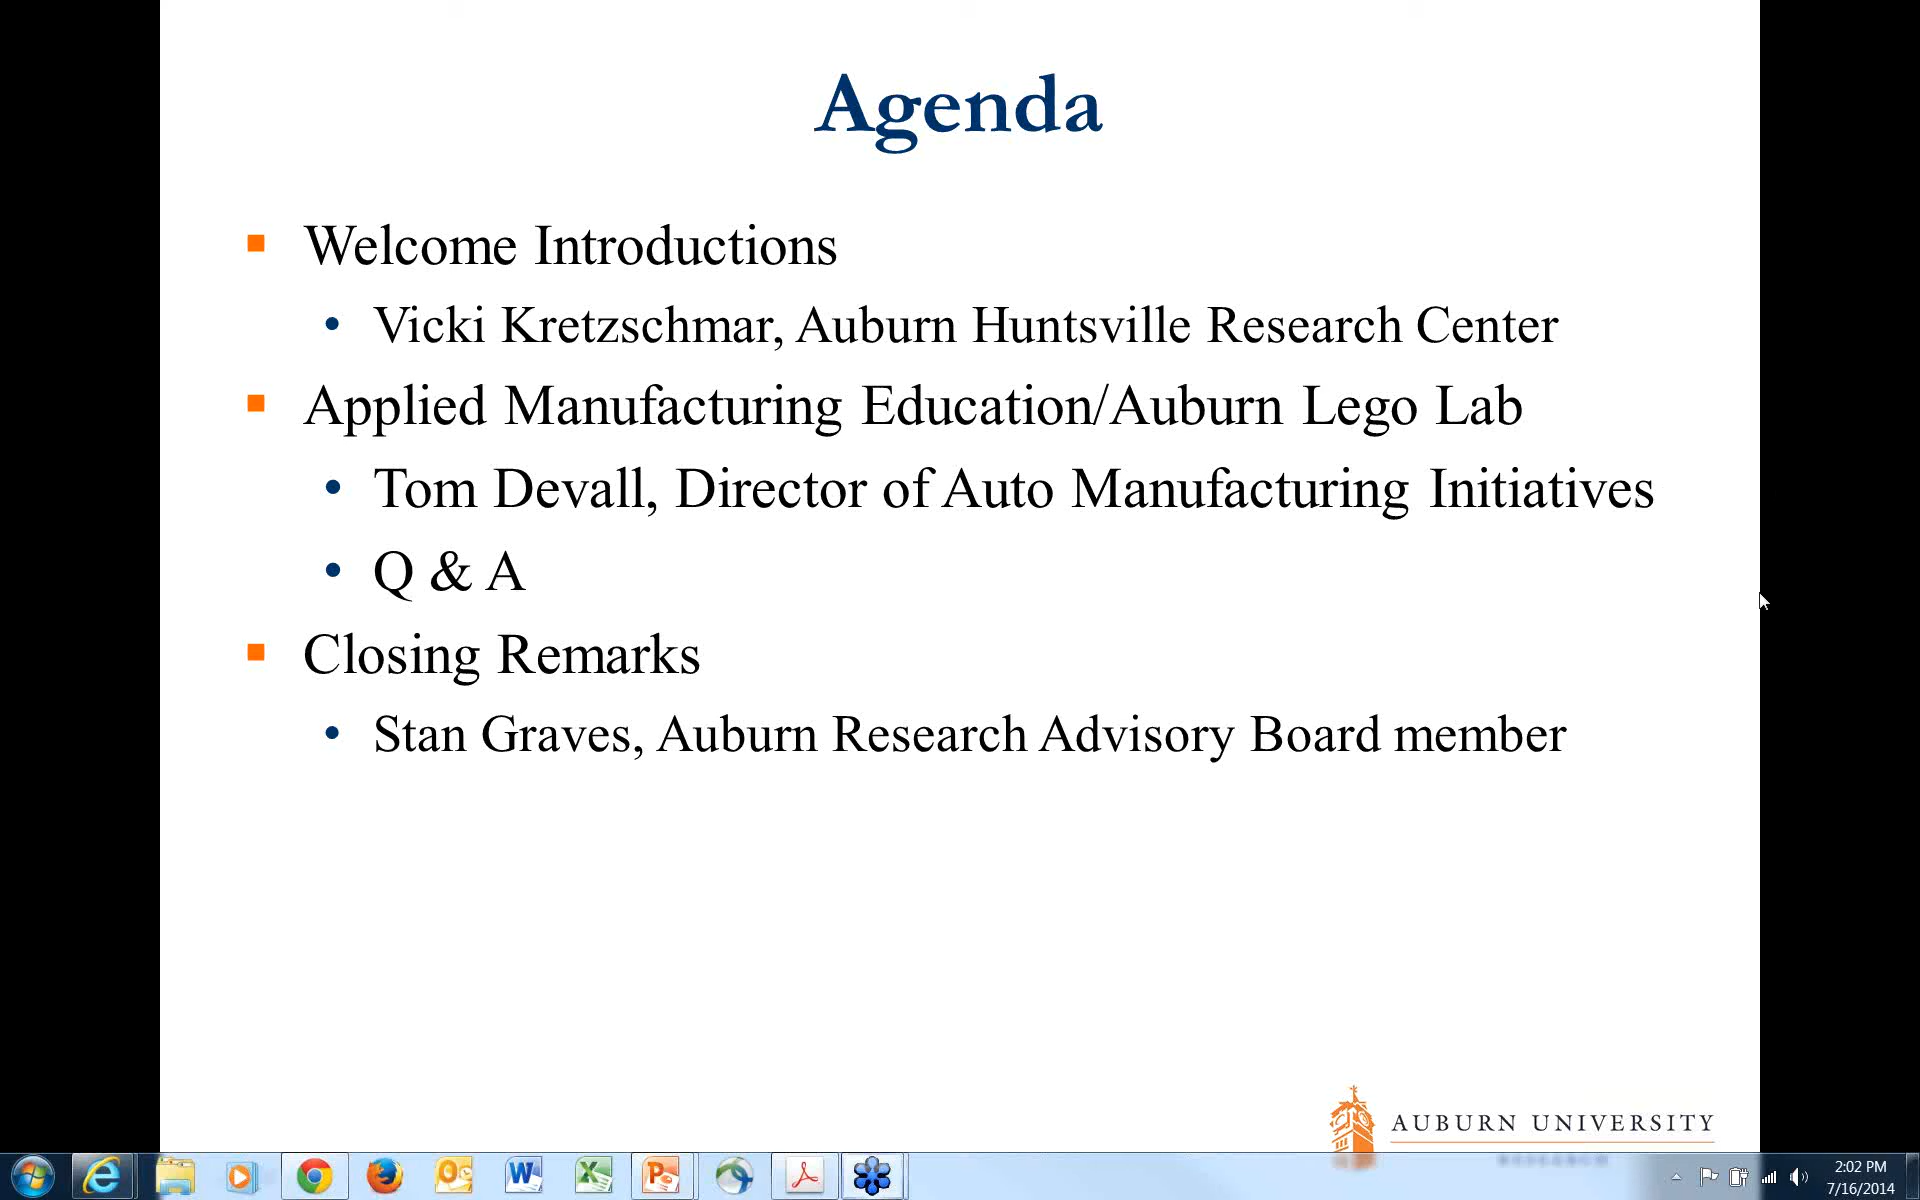 Agenda
Welcome Introductions
Vicki Kretzschmar, Auburn Huntsville Research Center
Applied Manufacturing Education/Auburn Lego Lab
Tom Devall, Director of Auto Manufacturing Initiatives
Q & A
Closing Remarks
Stan Graves, Auburn Research Advisory Board member
AUBURN UNIVERSITY
2:02 PM
7/16/2014